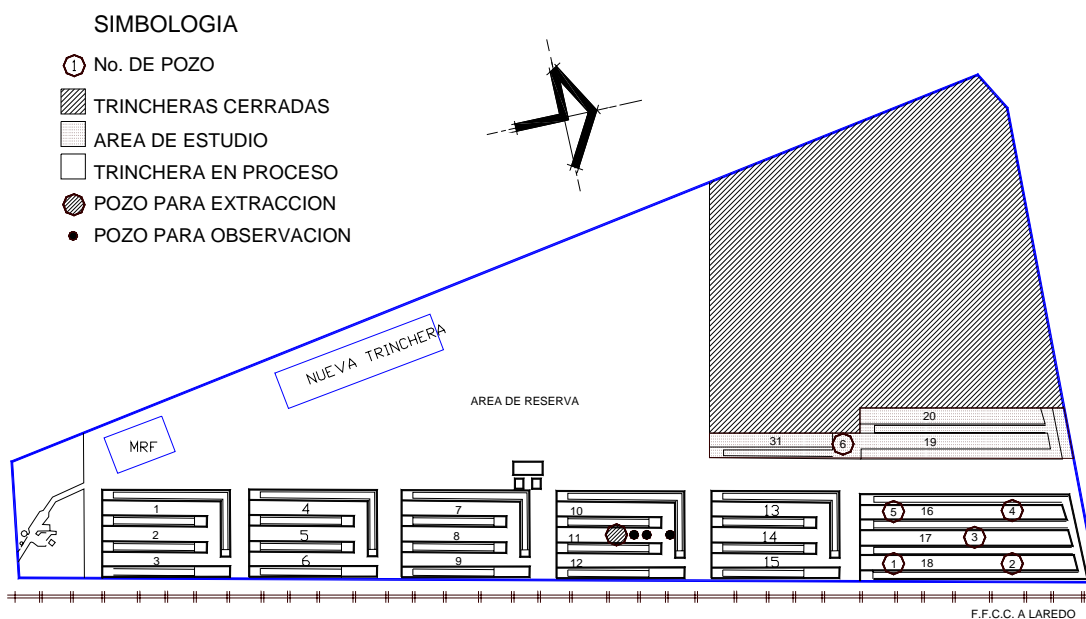 SIMBOLOGIA
1 No. DE POZO
TRINCHERAS CERRADAS
AREA DE ESTUDIO
TRINCHERA EN PROCESO
POZO PARA EXTRACCION
POZO PARA OBSERVACION
NUEVA TRINCHERA
AREA DE RESERVA
MRF
20
31 6 19
1 4 7 10 13 5 16 4
2 5 8 11 14 17 3
3 6 9 12 15 1 18 2
F.F.C.C. A LAREDO